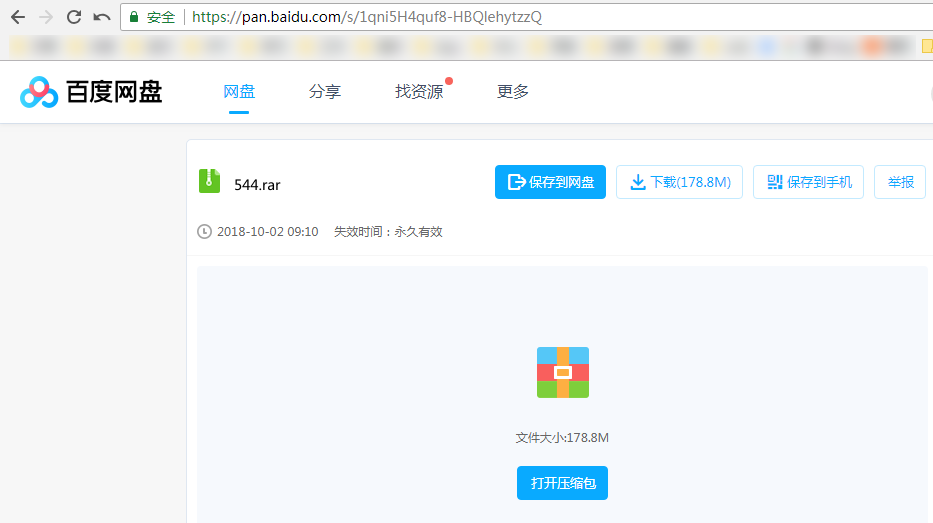 安全 https://pan.baidu.com/s/1qni5H4quf8-HBQlehytzzQ
百度网盘 网盘 分享 找资源 更多
544.rar 保存到网盘 下载(178.8M) 保存到手机 举报
2018-10-02 09:10 失效时间：永久有效
文件大小:178.8M
打开压缩包